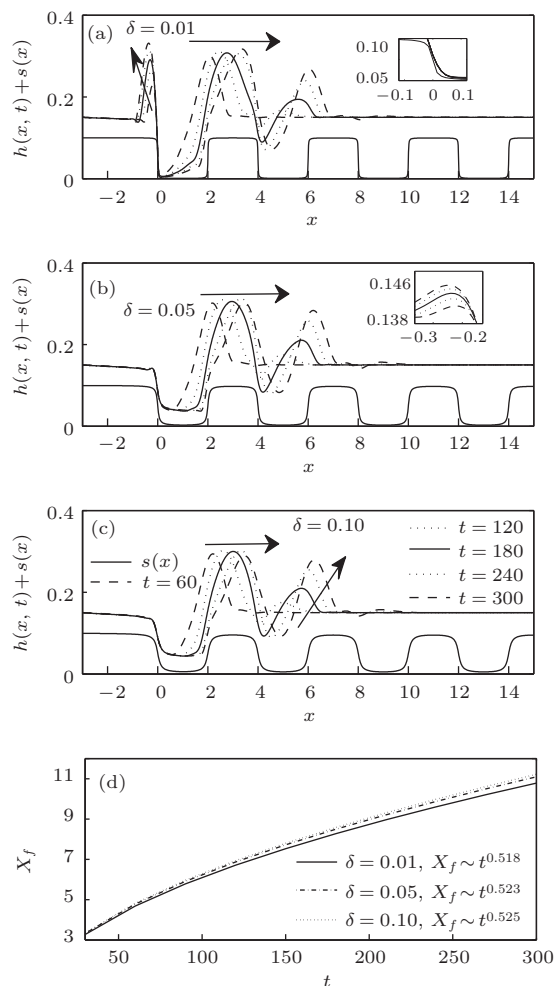 (a) δ = 0.01
h(x, t) + s(x)
0.4
0.2
0
0.10
0.05
−0.1 0 0.1
−2 0 2 4 6 8 10 12 14
x
(b)
δ = 0.05
h(x, t) + s(x)
0.4
0.2
0
0.146
0.138
−0.3 −0.2
−2 0 2 4 6 8 10 12 14
x
(c)
δ = 0.10
h(x, t) + s(x)
0.4
0.2
0
s(x)
t = 60
t = 120
t = 180
t = 240
t = 300
−2 0 2 4 6 8 10 12 14
x
(d)
X_f
11
9
7
5
3
δ = 0.01, X_f ∼ t^0.518
δ = 0.05, X_f ∼ t^0.523
δ = 0.10, X_f ∼ t^0.525
50 100 150 200 250 300
t